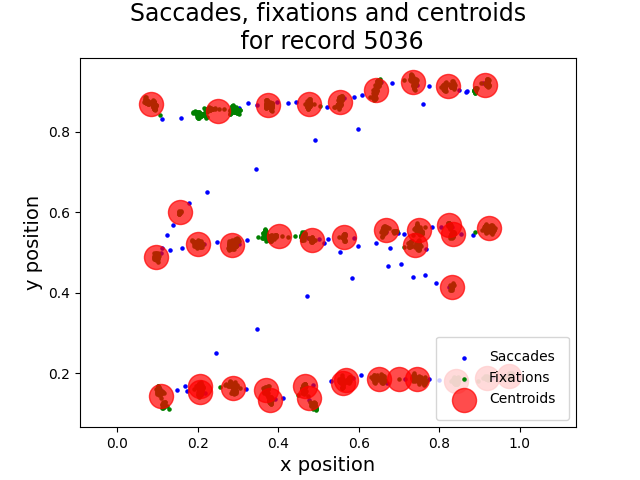 Saccades, fixations and centroids
for record 5036
y position
0.8
0.6
0.4
0.2
0.0
0.2
0.4
0.6
0.8
1.0
x position
Saccades
Fixations
Centroids